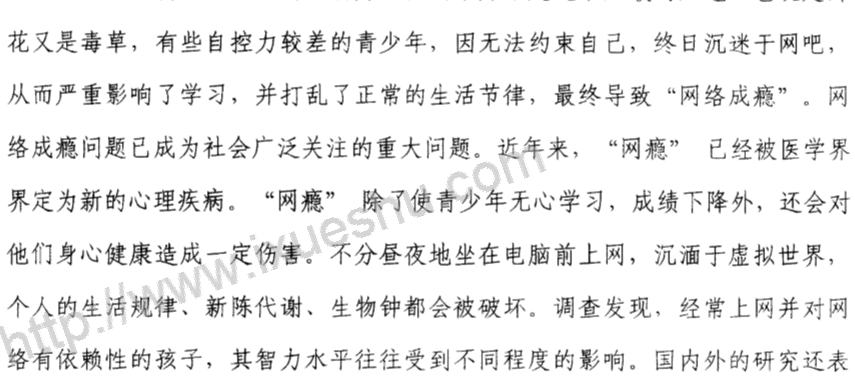 花又是毒草，有些自控力较差的青少年，因无法约束自己，终日沉迷于网吧，
从而严重影响了学习，并打乱了正常的生活节律，最终导致“网络成瘾”。网
络成瘾问题已成为社会广泛关注的重大问题。近年来，“网瘾” 已经被医学界
界定为新的心理疾病。“网瘾” 除了使青少年无心学习，成绩下降外，还会对
他们身心健康造成一定伤害。不分昼夜地坐在电脑前上网，沉湎于虚拟世界，
个人的生活规律、新陈代谢、生物钟都会被破坏。调查发现，经常上网并对网
络有依赖性的孩子，其智力水平往往受到不同程度的影响。国内外的研究还表
http://www.ixuesnu.com